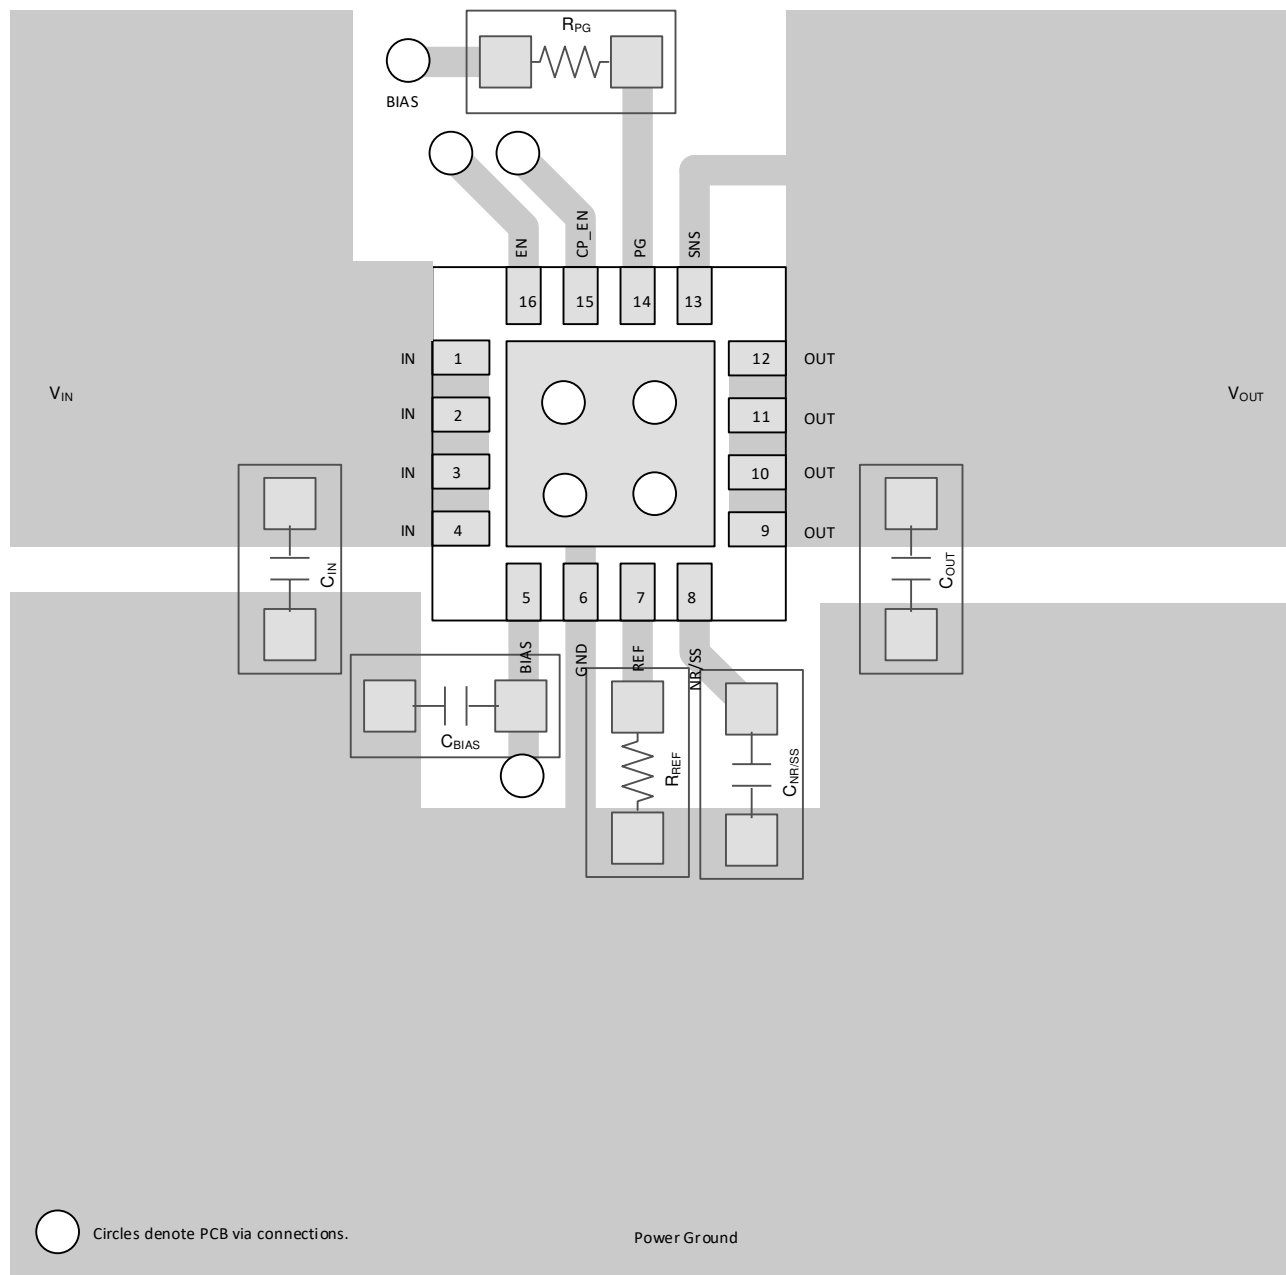 RPG
BIAS
EN
CP_EN
PG
SNS
16
15
14
13
IN
1
12
OUT
VIN
VOUT
IN
2
11
OUT
IN
3
10
OUT
IN
4
9
OUT
CIN
COUT
5
6
7
8
BIAS
GND
REF
NR/SS
CBIAS
RREF
CNR/SS
Circles denote PCB via connections.
Power Ground